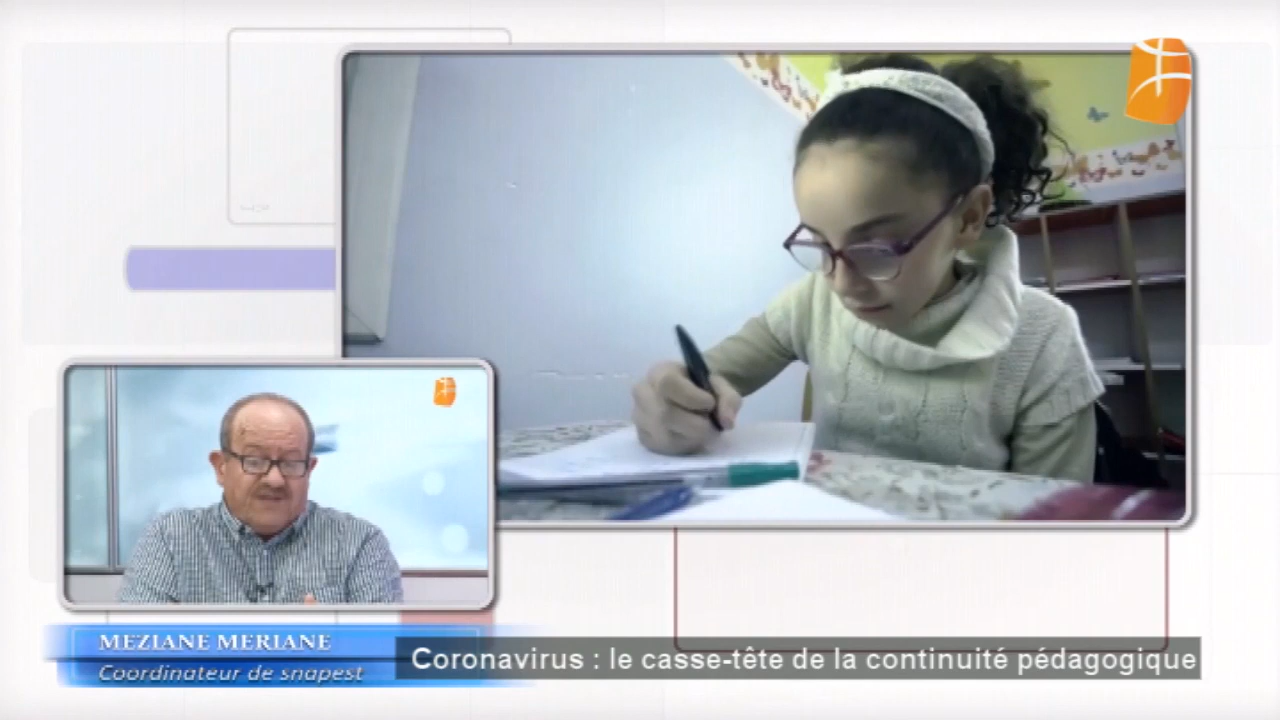 MEZIANE MERIANE
Coordinateur de snapest
Coronavirus : le casse-tête de la continuité pédagogique